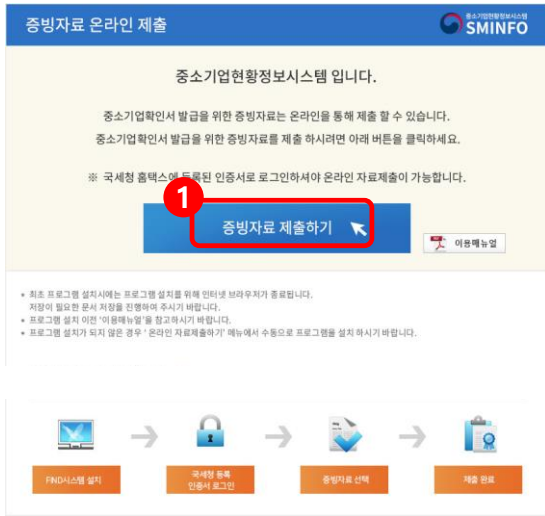 증빙자료 온라인 제출
중소기업현황정보시스템
SMINFO
중소기업현황정보시스템 입니다.
중소기업확인서 발급을 위한 증빙자료는 온라인을 통해 제출 할 수 있습니다.
중소기업확인서 발급을 위한 증빙자료를 제출 하시려면 아래 버튼을 클릭하세요.
※ 국세청 홈택스에 등록된 인증서로 로그인하셔야 온라인 자료제출이 가능합니다.
1
증빙자료 제출하기
이용매뉴얼
* 최초 프로그램 설치시에는 프로그램 설치를 위해 인터넷 브라우저가 종료됩니다.
저장이 필요한 문서 저장을 진행하여 주시기 바랍니다.
* 프로그램 설치 이전 '이용매뉴얼'을 참고하시기 바랍니다.
* 프로그램 설치가 되지 않은 경우 ' 온라인 자료제출하기' 메뉴에서 수동으로 프로그램을 설치 하시기 바랍니다.
FIND시스템 설치
국세청 등록
인증서 로그인
증빙자료 선택
제출 완료